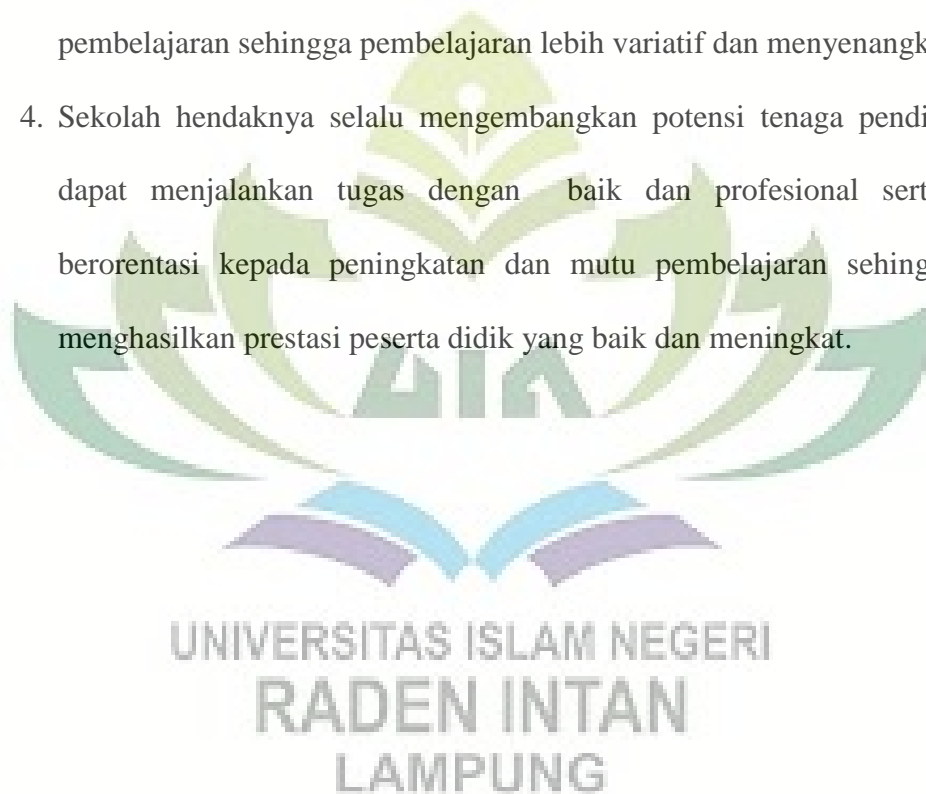 pembelajaran sehingga pembelajaran lebih variatif dan menyenangk
4. Sekolah hendaknya selalu mengembangkan potensi tenaga pendi
dapat menjalankan tugas dengan baik dan profesional sert
berorentasi kepada peningkatan dan mutu pembelajaran sehing
menghasilkan prestasi peserta didik yang baik dan meningkat.
UNIVERSITAS ISLAM NEGERI
RADEN INTAN
LAMPUNG